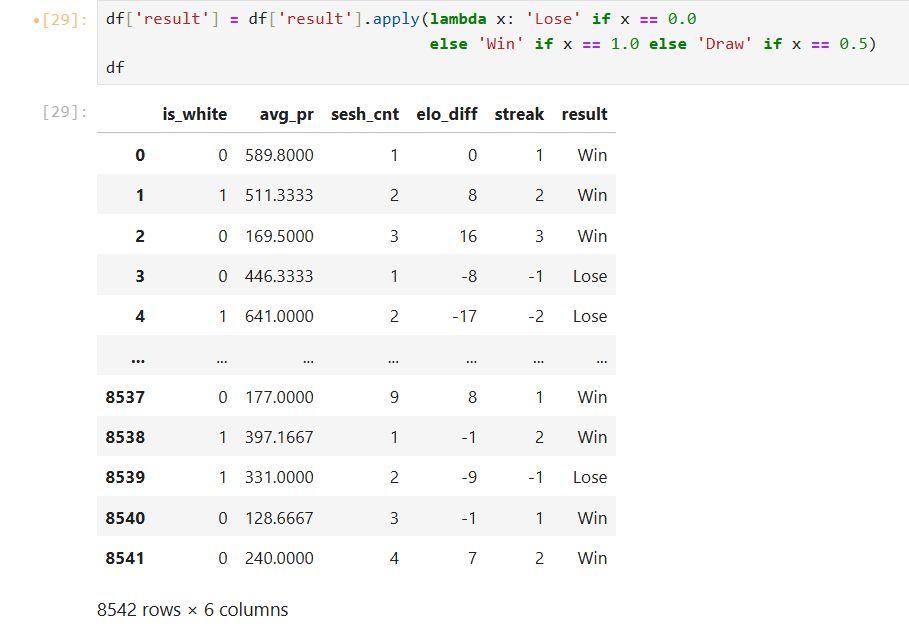 [29]: df['result'] = df['result'].apply(lambda x: 'Lose' if x == 0.0
else 'Win' if x == 1.0 else 'Draw' if x == 0.5)
df
[29]:
is_white avg_pr sesh_cnt elo_diff streak result
0 0 589.8000 1 0 1 Win
1 1 511.3333 2 8 2 Win
2 0 169.5000 3 16 3 Win
3 0 446.3333 1 -8 -1 Lose
4 1 641.0000 2 -17 -2 Lose
... ... ... ... ... ... ...
8537 0 177.0000 9 8 1 Win
8538 1 397.1667 1 -1 2 Win
8539 1 331.0000 2 -9 -1 Lose
8540 0 128.6667 3 -1 1 Win
8541 0 240.0000 4 7 2 Win
8542 rows × 6 columns